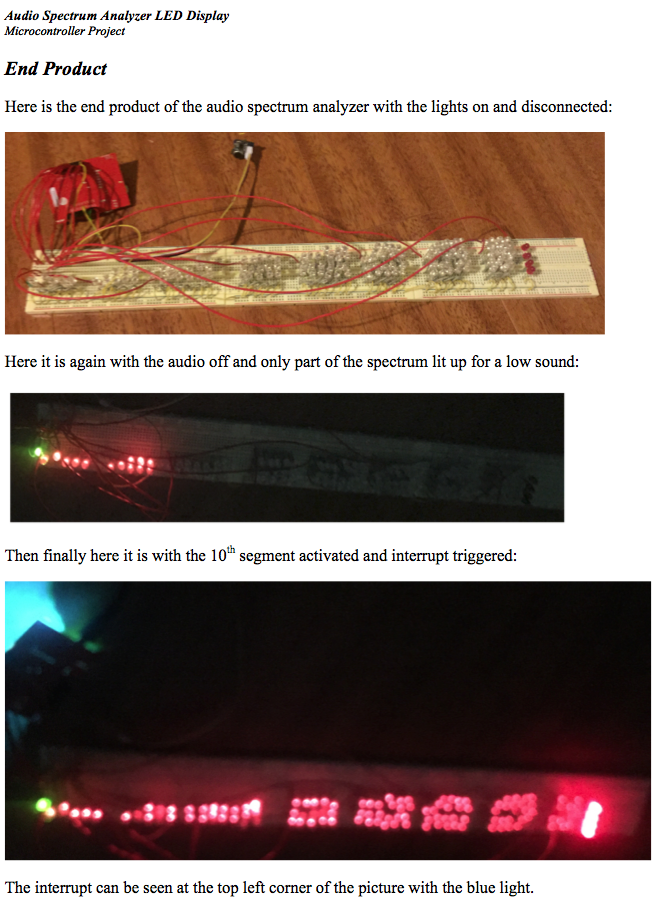 Audio Spectrum Analyzer LED Display
Microcontroller Project
End Product
Here is the end product of the audio spectrum analyzer with the lights on and disconnected:
Here it is again with the audio off and only part of the spectrum lit up for a low sound:
Then finally here it is with the 10th segment activated and interrupt triggered:
The interrupt can be seen at the top left corner of the picture with the blue light.